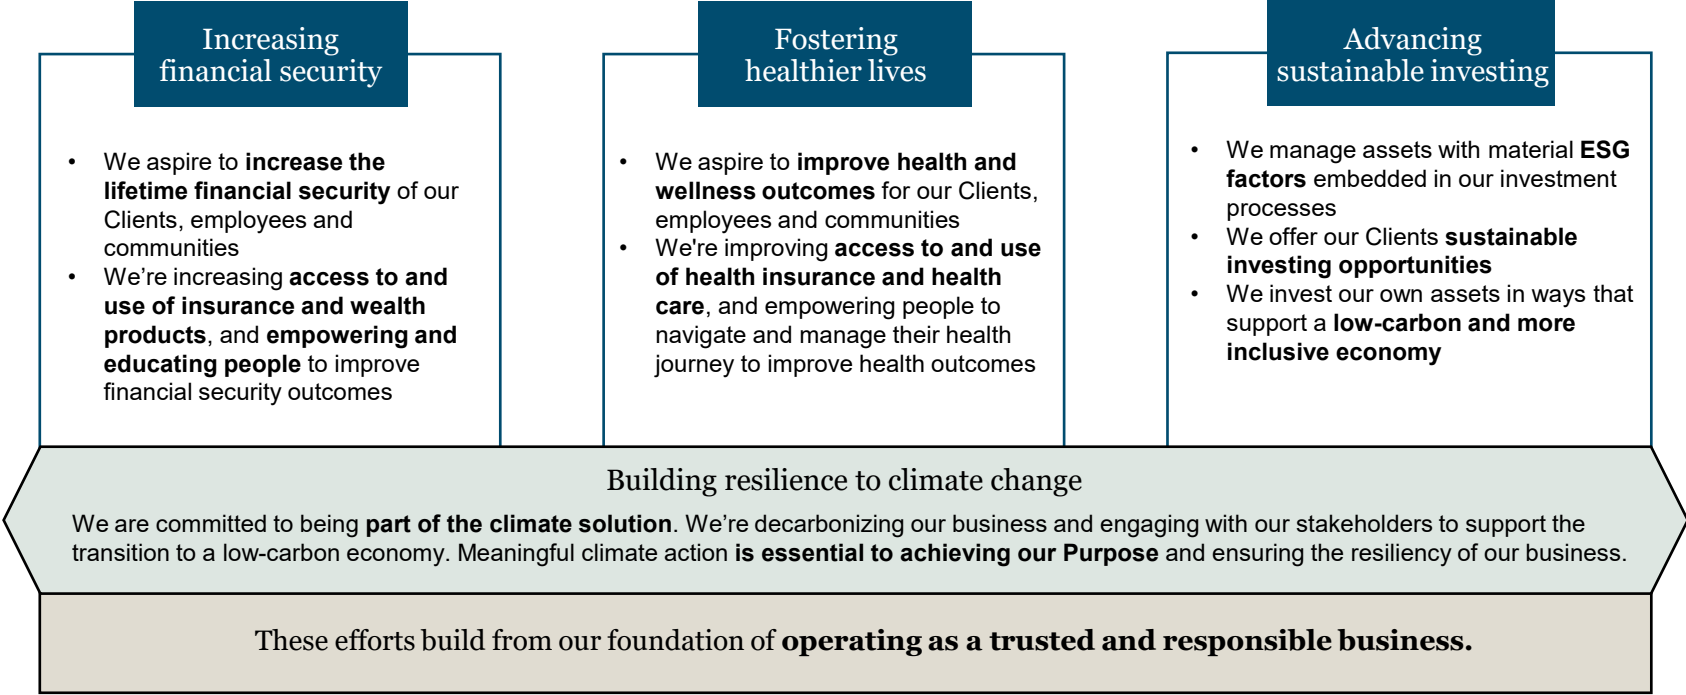 Increasing
financial security
• We aspire to increase the
lifetime financial security of our
Clients, employees and
communities
• We’re increasing access to and
use of insurance and wealth
products, and empowering and
educating people to improve
financial security outcomes
Fostering
healthier lives
• We aspire to improve health and
wellness outcomes for our Clients,
employees and communities
• We're improving access to and use
of health insurance and health
care, and empowering people to
navigate and manage their health
journey to improve health outcomes
Advancing
sustainable investing
• We manage assets with material ESG
factors embedded in our investment
processes
• We offer our Clients sustainable
investing opportunities
• We invest our own assets in ways that
support a low-carbon and more
inclusive economy
Building resilience to climate change
We are committed to being part of the climate solution. We’re decarbonizing our business and engaging with our stakeholders to support the
transition to a low-carbon economy. Meaningful climate action is essential to achieving our Purpose and ensuring the resiliency of our business.
These efforts build from our foundation of operating as a trusted and responsible business.